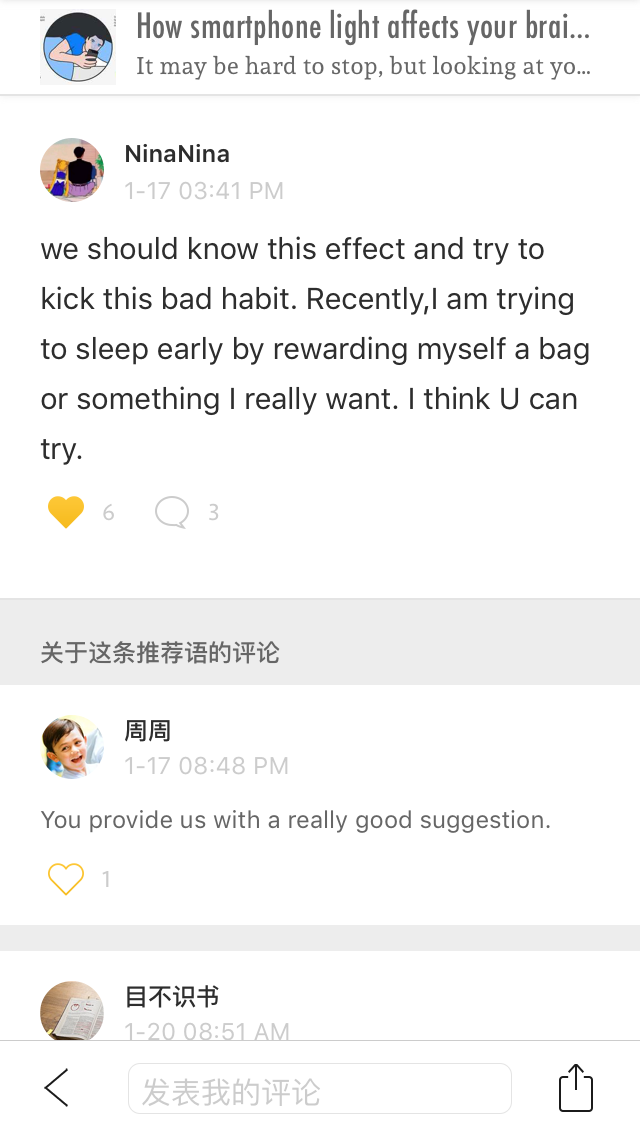 How smartphone light affects your brai...
It may be hard to stop, but looking at yo...
NinaNina
1-17 03:41 PM
we should know this effect and try to
kick this bad habit. Recently,I am trying
to sleep early by rewarding myself a bag
or something I really want. I think U can
try.
6 3
关于这条推荐语的评论
周周
1-17 08:48 PM
You provide us with a really good suggestion.
1
目不识书
1-20 08:51 AM
发表我的评论